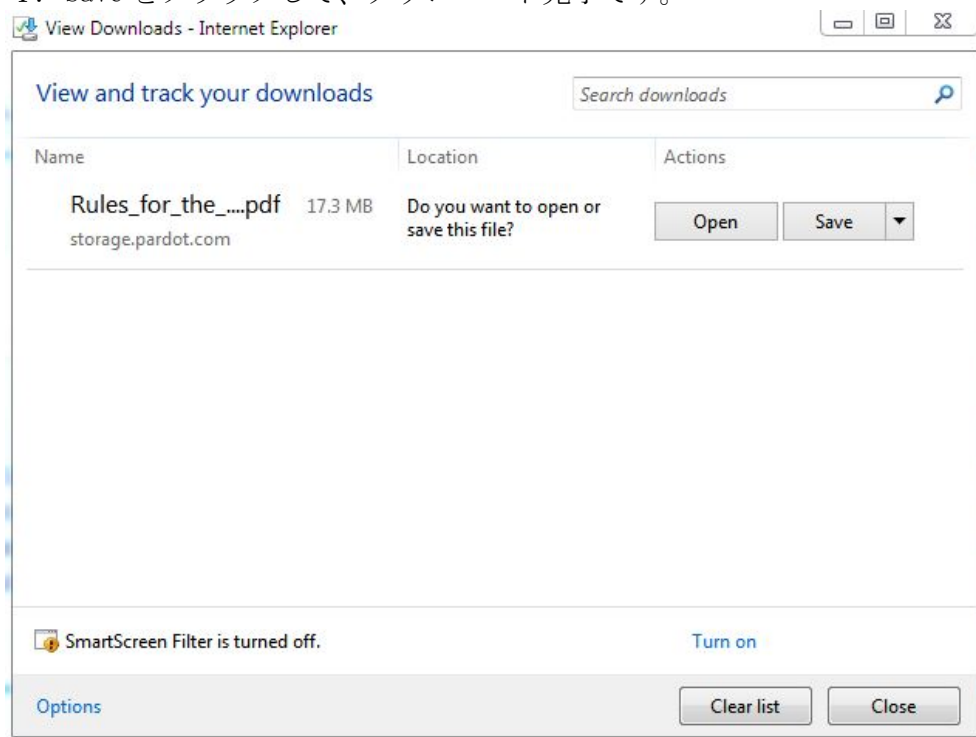 View Downloads - Internet Explorer
View and track your downloads
Search downloads
Name Location Actions
Rules_for_the_....pdf 17.3 MB Do you want to open or
save this file?
Open Save
storage.pardot.com
SmartScreen Filter is turned off. Turn on
Options Clear list Close